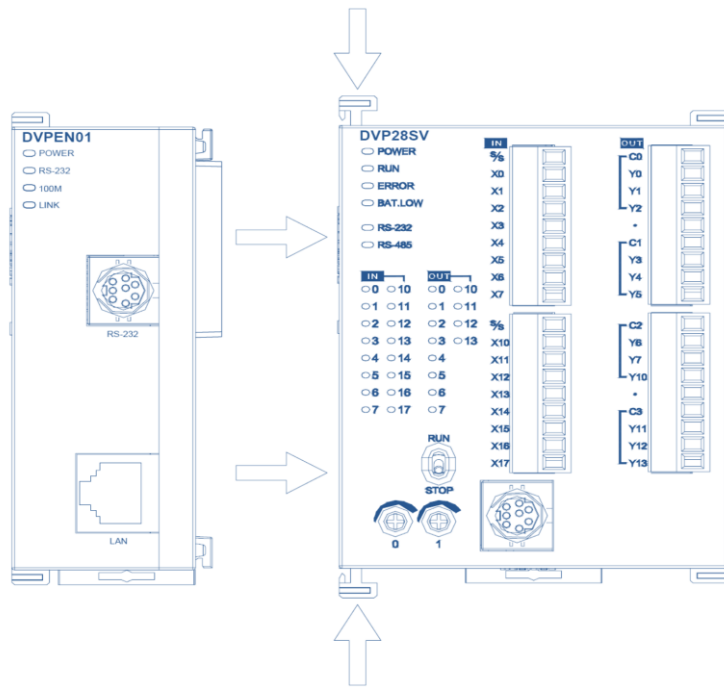 DVPEN01
POWER
RS-232
100M
LINK
RS-232
LAN
DVP28SV
POWER
RUN
ERROR
BAT.LOW
RS-232
RS-485
IN OUT
0 10 0 10
1 11 1 11
2 12 2 12
3 13 3 13
4 14 4
5 15 5
6 16 6
7 17 7
RUN
STOP
0 1
IN
S/S
X0
X1
X2
X3
X4
X5
X6
X7
S/S
X10
X11
X12
X13
X14
X15
X16
X17
OUT
C0
Y0
Y1
Y2
•
C1
Y3
Y4
Y5
C2
Y6
Y7
Y10
•
C3
Y11
Y12
Y13